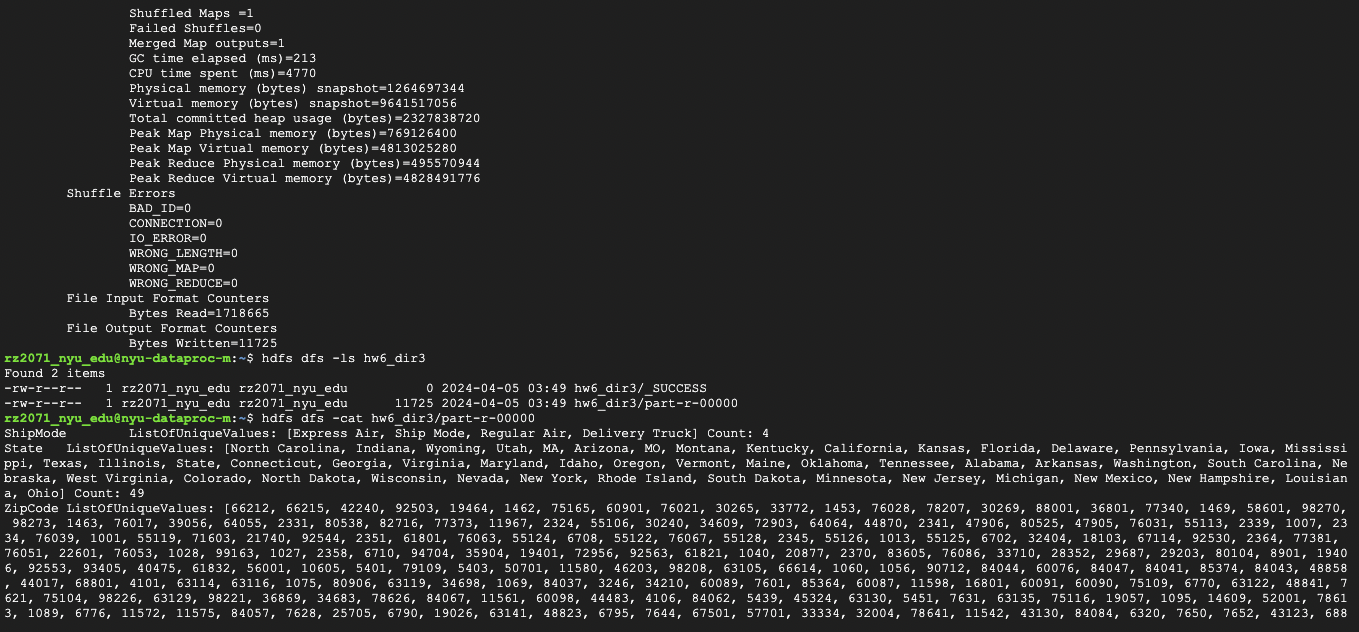 Shuffled Maps =1
Failed Shuffles=0
Merged Map outputs=1
GC time elapsed (ms)=213
CPU time spent (ms)=4770
Physical memory (bytes) snapshot=1264697344
Virtual memory (bytes) snapshot=9641517056
Total committed heap usage (bytes)=2327838720
Peak Map Physical memory (bytes)=769126400
Peak Map Virtual memory (bytes)=4813025280
Peak Reduce Physical memory (bytes)=495570944
Peak Reduce Virtual memory (bytes)=4828491776
Shuffle Errors
BAD_ID=0
CONNECTION=0
IO_ERROR=0
WRONG_LENGTH=0
WRONG_MAP=0
WRONG_REDUCE=0
File Input Format Counters
Bytes Read=1718665
File Output Format Counters
Bytes Written=11725
rz2071_nyu_edu@nyu-dataproc-m:~$ hdfs dfs -ls hw6_dir3
Found 2 items
-rw-r--r--   1 rz2071_nyu_edu rz2071_nyu_edu          0 2024-04-05 03:49 hw6_dir3/_SUCCESS
-rw-r--r--   1 rz2071_nyu_edu rz2071_nyu_edu      11725 2024-04-05 03:49 hw6_dir3/part-r-00000
rz2071_nyu_edu@nyu-dataproc-m:~$ hdfs dfs -cat hw6_dir3/part-r-00000
ShipMode        ListOfUniqueValues: [Express Air, Ship Mode, Regular Air, Delivery Truck] Count: 4
State   ListOfUniqueValues: [North Carolina, Indiana, Wyoming, Utah, MA, Arizona, MO, Montana, Kentucky, California, Kansas, Florida, Delaware, Pennsylvania, Iowa, Mississi
ppi, Texas, Illinois, State, Connecticut, Georgia, Virginia, Maryland, Idaho, Oregon, Vermont, Maine, Oklahoma, Tennessee, Alabama, Arkansas, Washington, South Carolina, Ne
braska, West Virginia, Colorado, North Dakota, Wisconsin, Nevada, New York, Rhode Island, South Dakota, Minnesota, New Jersey, Michigan, New Mexico, New Hampshire, Louisian
a, Ohio] Count: 49
ZipCode ListOfUniqueValues: [66212, 66215, 42240, 92503, 19464, 1462, 75165, 60901, 76021, 30265, 33772, 1453, 76028, 78207, 30269, 88001, 36801, 77340, 1469, 58601, 98270,
 98273, 1463, 76017, 39056, 64055, 2331, 80538, 82716, 77373, 11967, 2324, 55106, 30240, 34609, 72903, 64064, 44870, 2341, 47906, 80525, 47905, 76031, 55113, 2339, 1007, 23
34, 76039, 1001, 55119, 71603, 21740, 92544, 2351, 61801, 76063, 55124, 6708, 55122, 76067, 55128, 2345, 55126, 1013, 55125, 6702, 32404, 18103, 67114, 92530, 2364, 77381, 
76051, 22601, 76053, 1028, 99163, 1027, 2358, 6710, 94704, 35904, 19401, 72956, 92563, 61821, 1040, 20877, 2370, 83605, 76086, 33710, 28352, 29687, 29203, 80104, 8901, 1940
6, 92553, 93405, 40475, 61832, 56001, 10605, 5401, 79109, 5403, 50701, 11580, 46203, 98208, 63105, 66614, 1060, 1056, 90712, 84044, 60076, 84047, 84041, 85374, 84043, 48858
, 44017, 68801, 4101, 63114, 63116, 1075, 80906, 63119, 34698, 1069, 84037, 3246, 34210, 60089, 7601, 85364, 60087, 11598, 16801, 60091, 60090, 75109, 6770, 63122, 48841, 7
621, 75104, 98226, 63129, 98221, 36869, 34683, 78626, 84067, 11561, 60098, 44483, 4106, 84062, 5439, 45324, 63130, 5451, 7631, 63135, 75116, 19057, 1095, 14609, 52001, 7861
3, 1089, 6776, 11572, 11575, 84057, 7628, 25705, 6790, 19026, 63141, 48823, 6795, 7644, 67501, 57701, 33334, 32004, 78641, 11542, 43130, 84084, 6320, 7650, 7652, 43123, 688